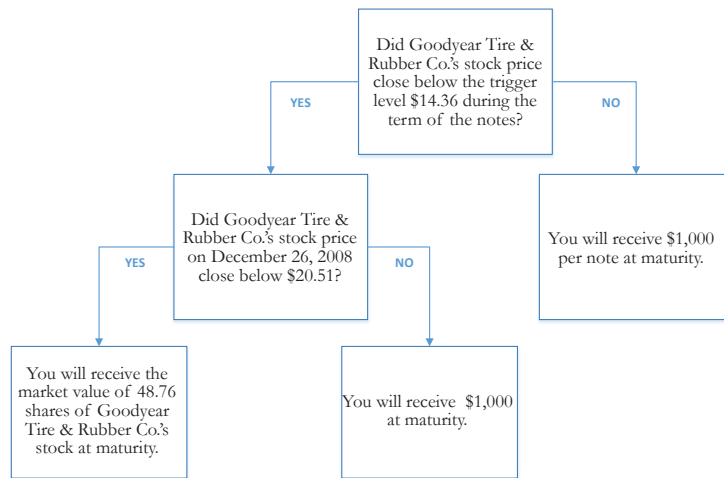 Did Goodyear Tire &
Rubber Co.'s stock price
close below the trigger
level $14.36 during the
term of the notes?
YES
NO
Did Goodyear Tire &
Rubber Co.'s stock price
on December 26, 2008
close below $20.51?
You will receive $1,000
per note at maturity.
YES
NO
You will receive the
market value of 48.76
shares of Goodyear
Tire & Rubber Co.'s
stock at maturity.
You will receive $1,000
at maturity.